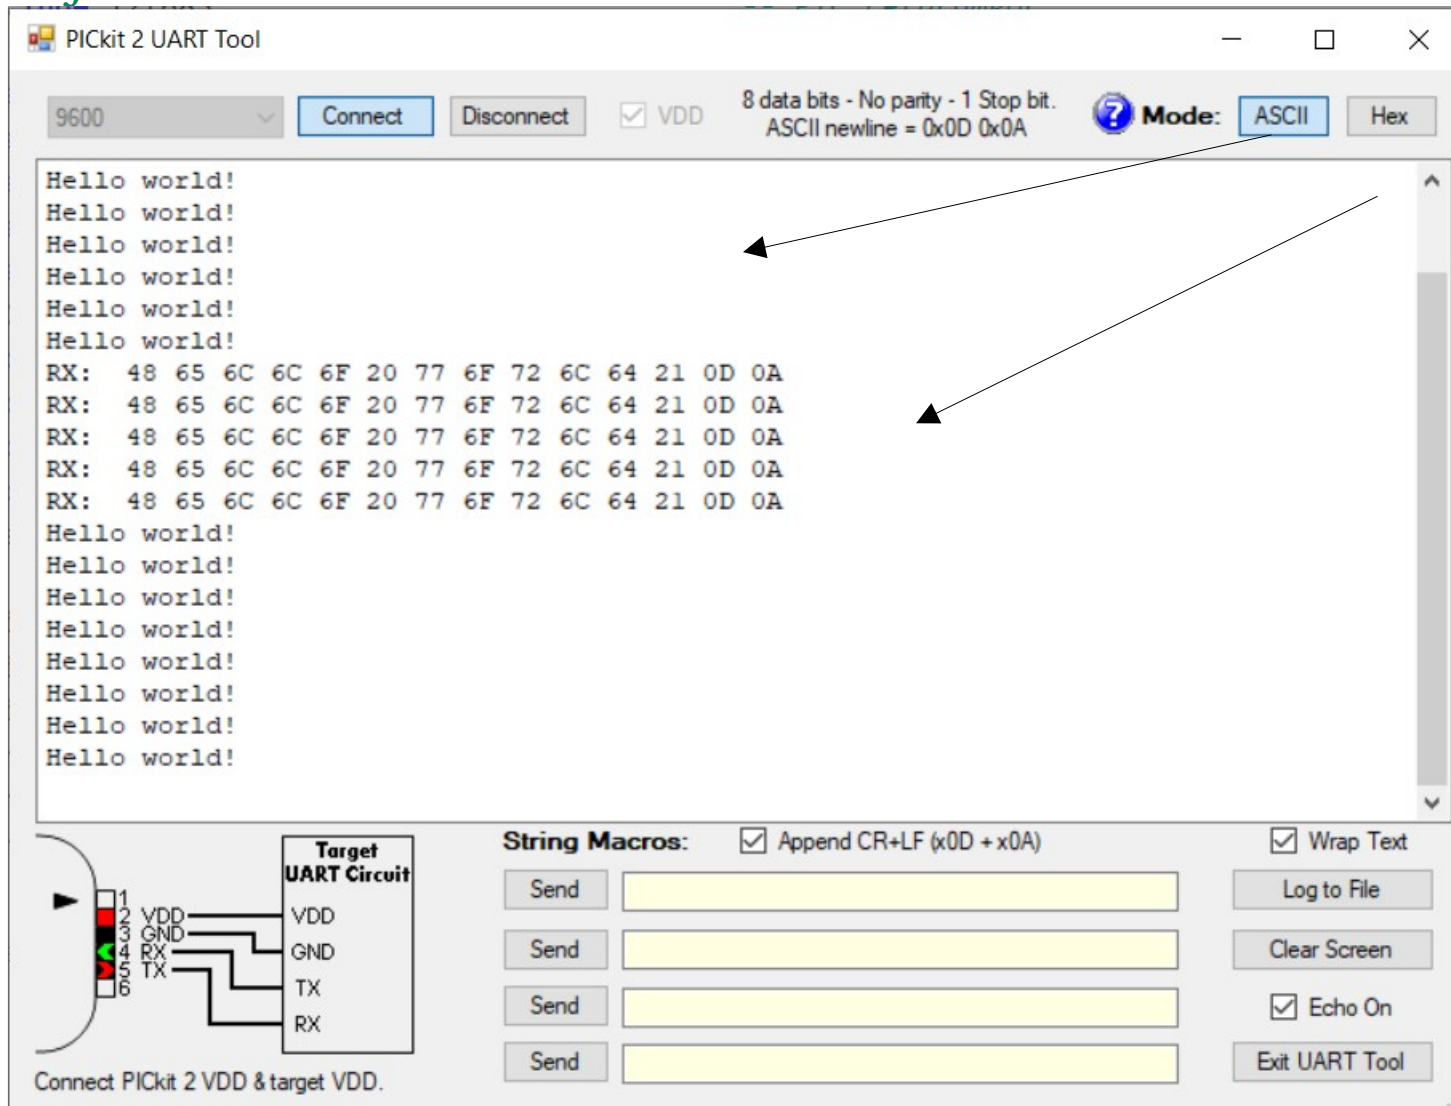 PICkit 2 UART Tool
9600 Connect Disconnect VDD 8 data bits - No parity - 1 Stop bit. Mode: ASCII Hex
ASCII newline = 0x0D 0x0A
Hello world!
Hello world!
Hello world!
Hello world!
Hello world!
Hello world!
RX: 48 65 6C 6C 6F 20 77 6F 72 6C 64 21 0D 0A
RX: 48 65 6C 6C 6F 20 77 6F 72 6C 64 21 0D 0A
RX: 48 65 6C 6C 6F 20 77 6F 72 6C 64 21 0D 0A
RX: 48 65 6C 6C 6F 20 77 6F 72 6C 64 21 0D 0A
RX: 48 65 6C 6C 6F 20 77 6F 72 6C 64 21 0D 0A
Hello world!
Hello world!
Hello world!
Hello world!
Hello world!
Hello world!
Hello world!
Hello world!
Target
UART Circuit
1
2 VDD VDD
3 GND GND
4 RX TX
5 TX RX
6
Connect PICkit 2 VDD & target VDD.
String Macros: Append CR+LF (x0D + x0A) Wrap Text
Send Log to File
Send Clear Screen
Send Echo On
Send Exit UART Tool